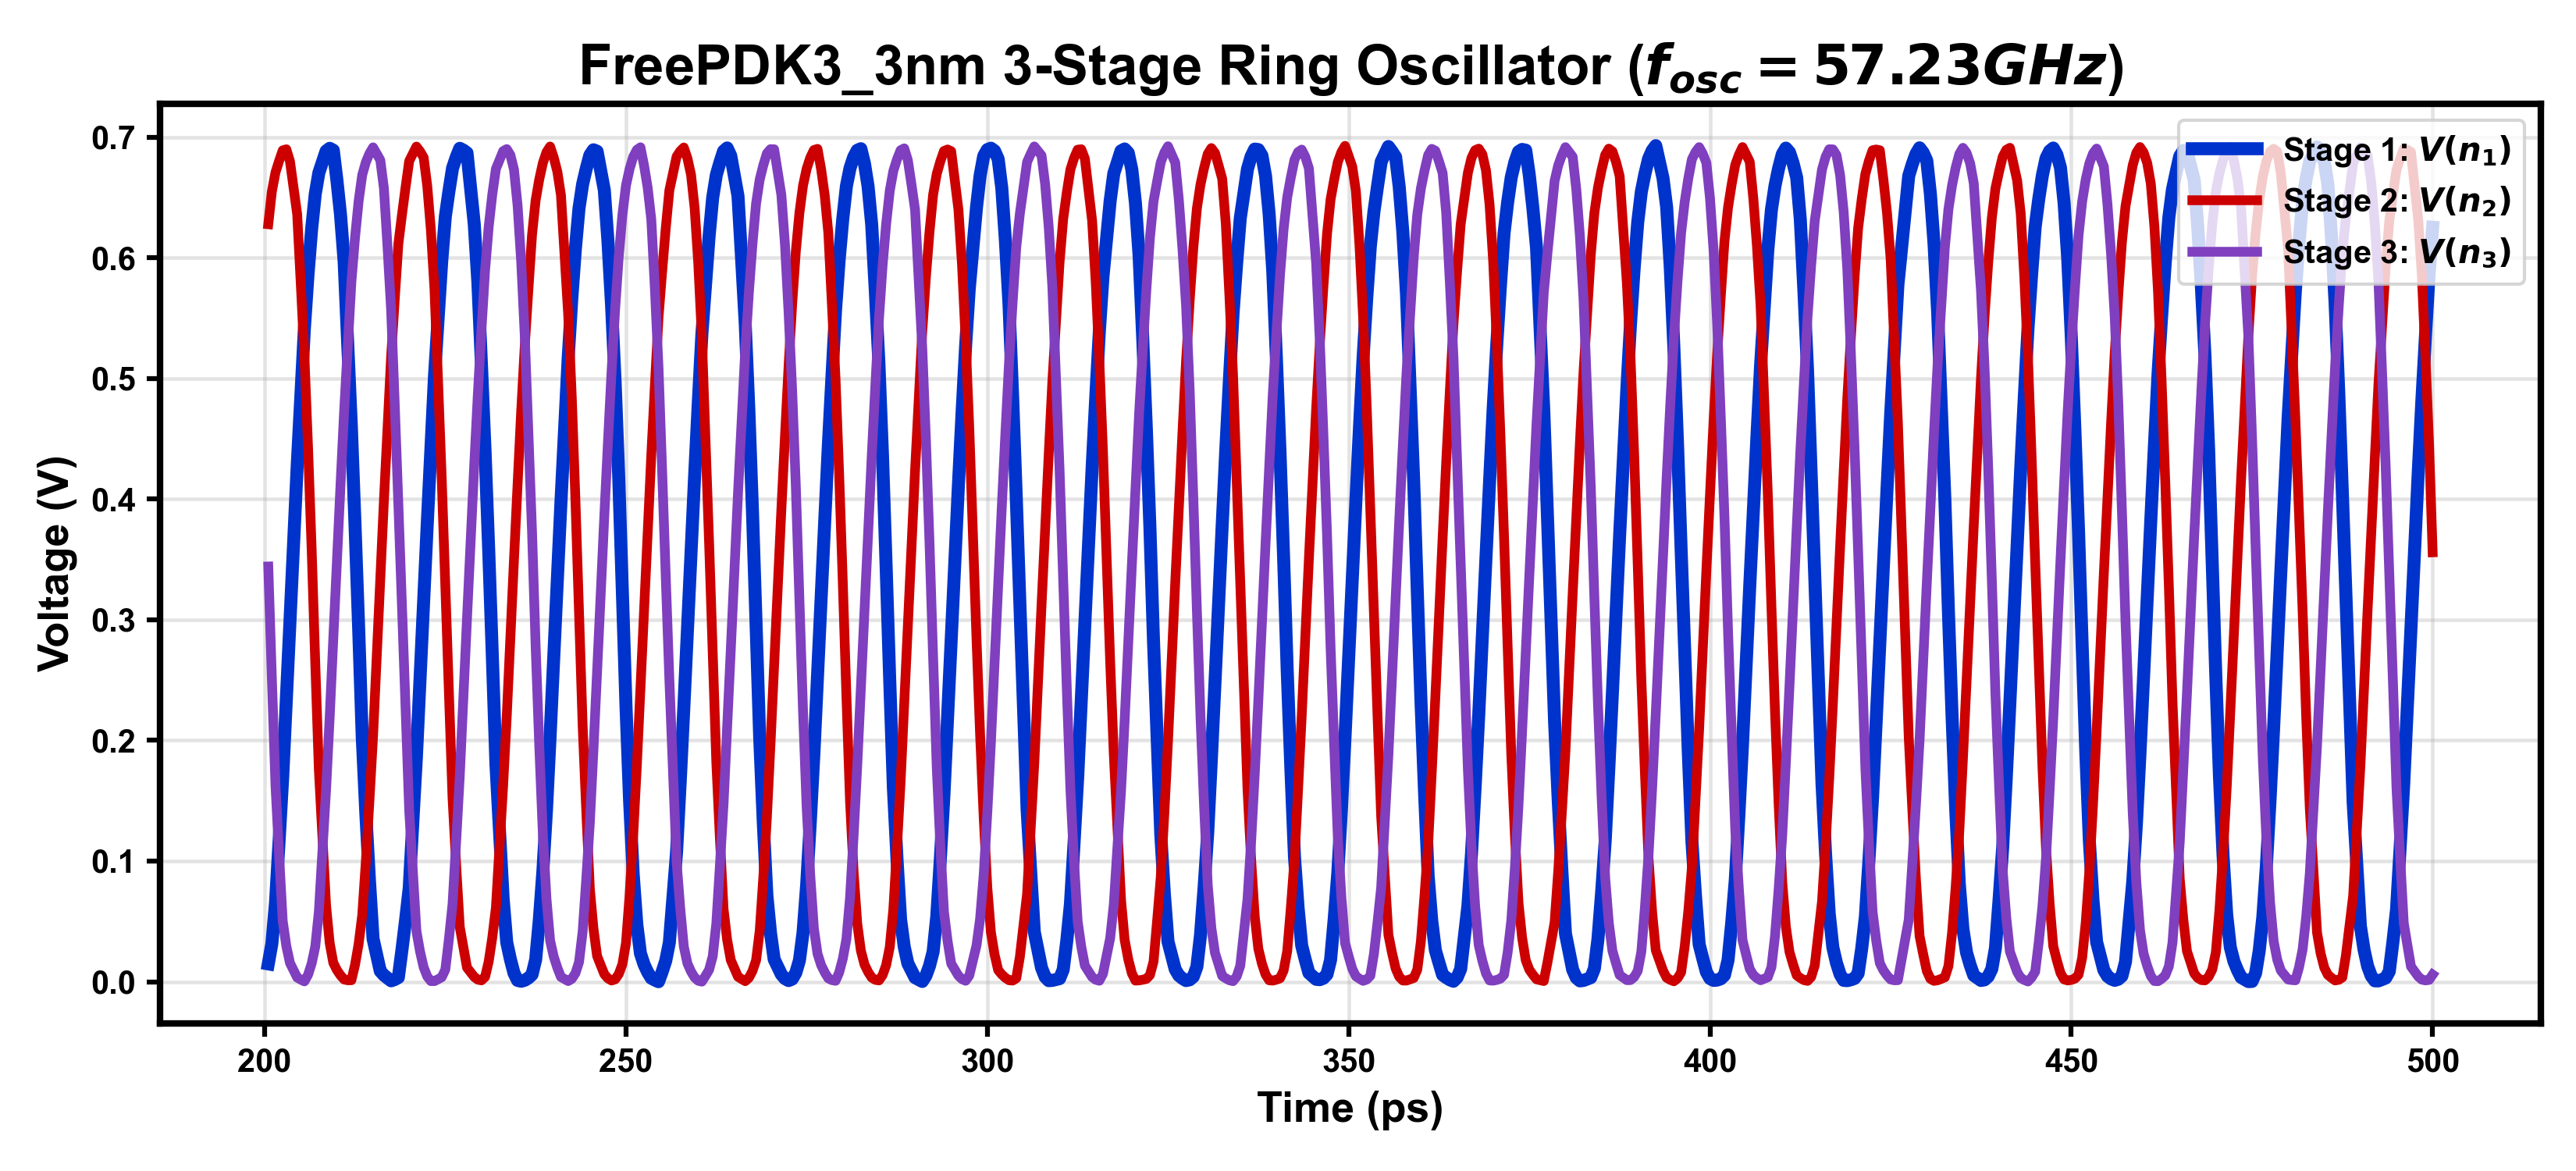 FreePDK3_3nm 3-Stage Ring Oscillator (f_osc = 57.23GHz)
Stage 1: V(n₁)
Stage 2: V(n₂)
Stage 3: V(n₃)
Voltage (V)
0.7
0.6
0.5
0.4
0.3
0.2
0.1
0.0
200 250 300 350 400 450 500
Time (ps)